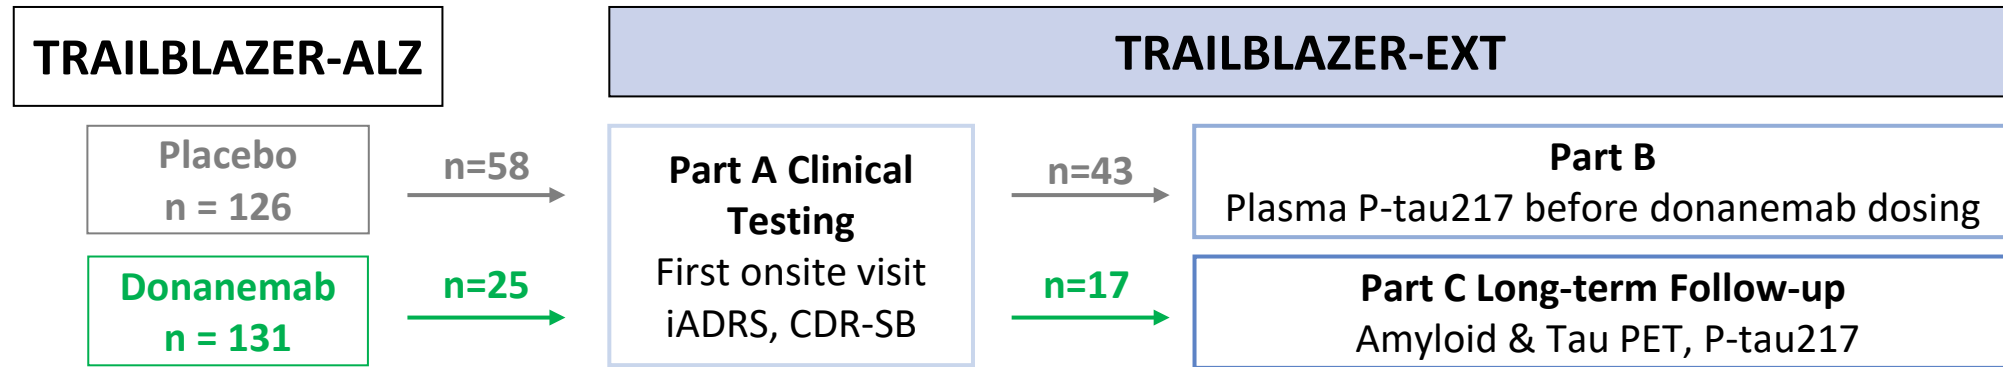 TRAILBLAZER-ALZ
TRAILBLAZER-EXT
Placebo
n = 126
n=58
Donanemab
n = 131
n=25
Part A Clinical
Testing
First onsite visit
iADRS, CDR-SB
n=43
n=17
Part B
Plasma P-tau217 before donanemab dosing
Part C Long-term Follow-up
Amyloid & Tau PET, P-tau217